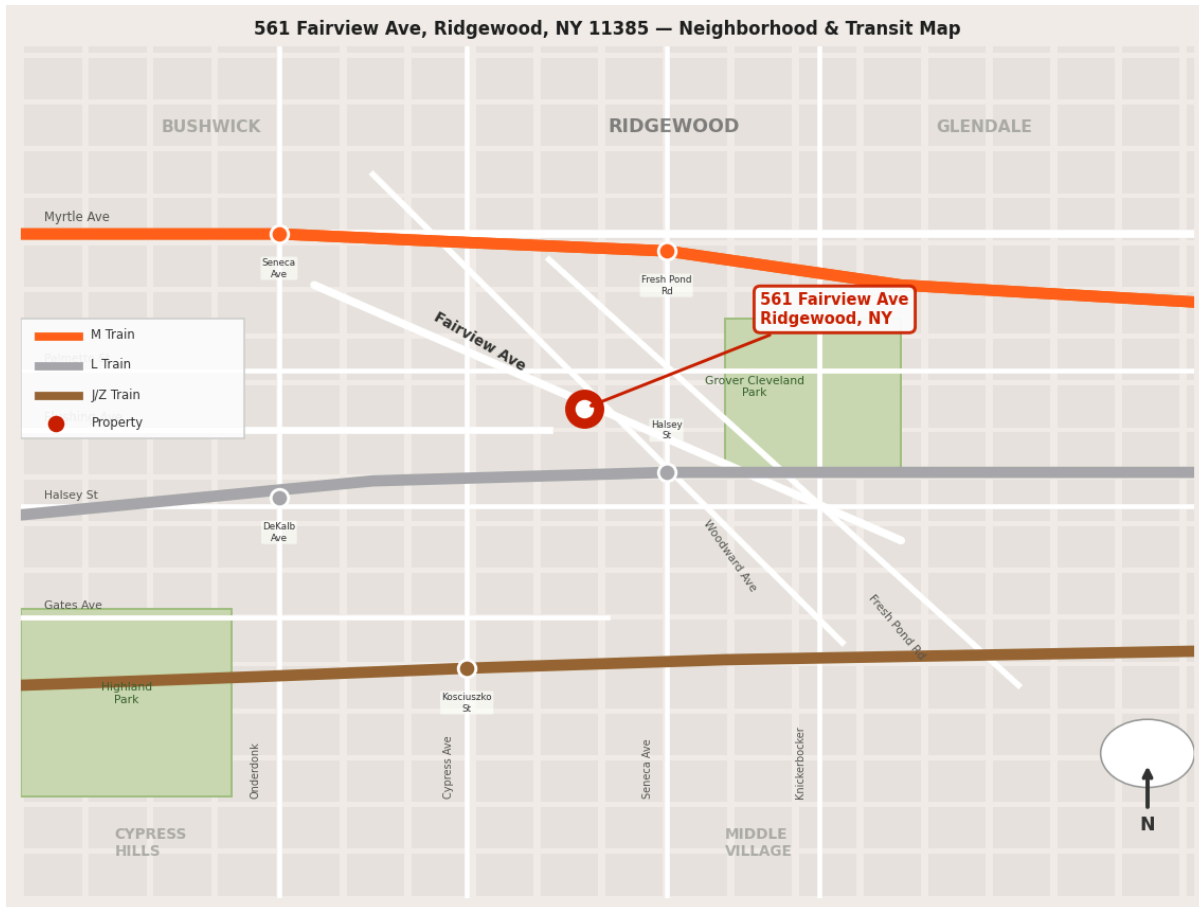 561 Fairview Ave, Ridgewood, NY 11385 — Neighborhood & Transit Map
BUSHWICK
RIDGEWOOD
GLENDALE
Myrtle Ave
Seneca
Ave
Fresh Pond
Rd
561 Fairview Ave
Ridgewood, NY
Fairview Ave
M Train
L Train
J/Z Train
Property
Grover Cleveland
Park
Halsey
St
Halsey St
DeKalb
Ave
Woodward Ave
Fresh Pond Rd
Gates Ave
Highland
Park
Kosciuszko
St
Onderdonk
Cypress Ave
Seneca Ave
Knickerbocker
N
CYPRESS
HILLS
MIDDLE
VILLAGE